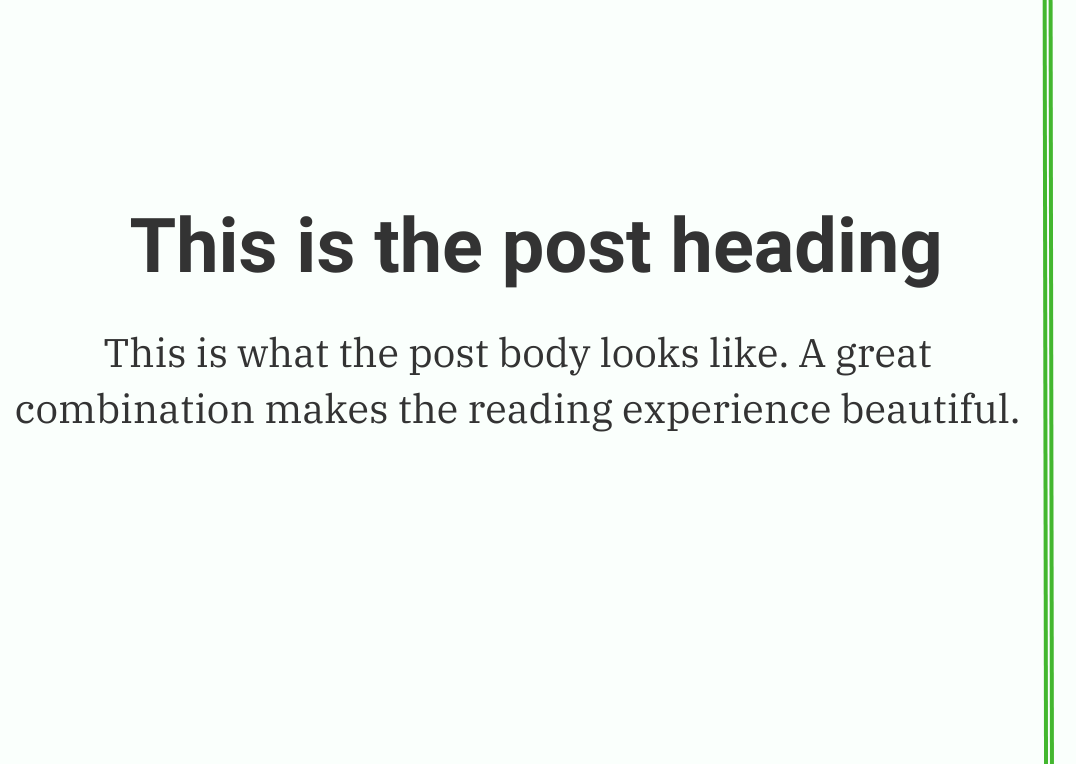 This is the post heading
This is what the post body looks like. A great
combination makes the reading experience beautiful.